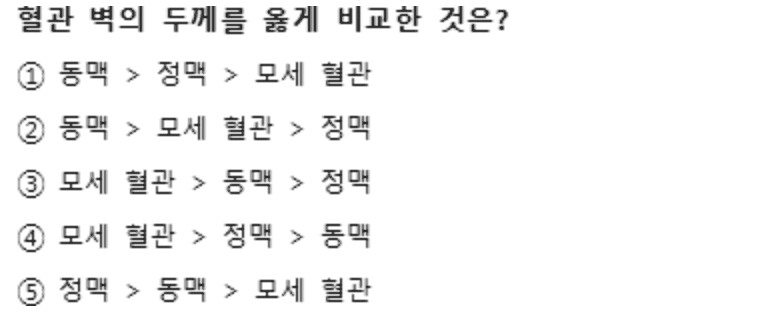 혈관 벽의 두께를 옳게 비교한 것은?
① 동맥 > 정맥 > 모세 혈관
② 동맥 > 모세 혈관 > 정맥
③ 모세 혈관 > 동맥 > 정맥
④ 모세 혈관 > 정맥 > 동맥
⑤ 정맥 > 동맥 > 모세 혈관